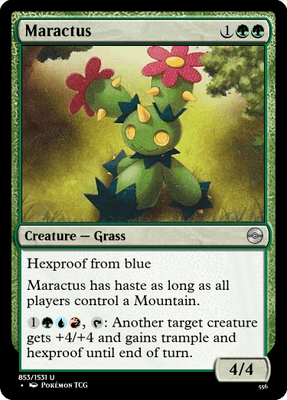 Maractus 1
Creature — Grass
Hexproof from blue
Maractus has haste as long as all
players control a Mountain.
1, : Another target creature
gets +4/+4 and gains trample and
hexproof until end of turn.
4/4
853/1531 U
• POKÉMON TCG 556